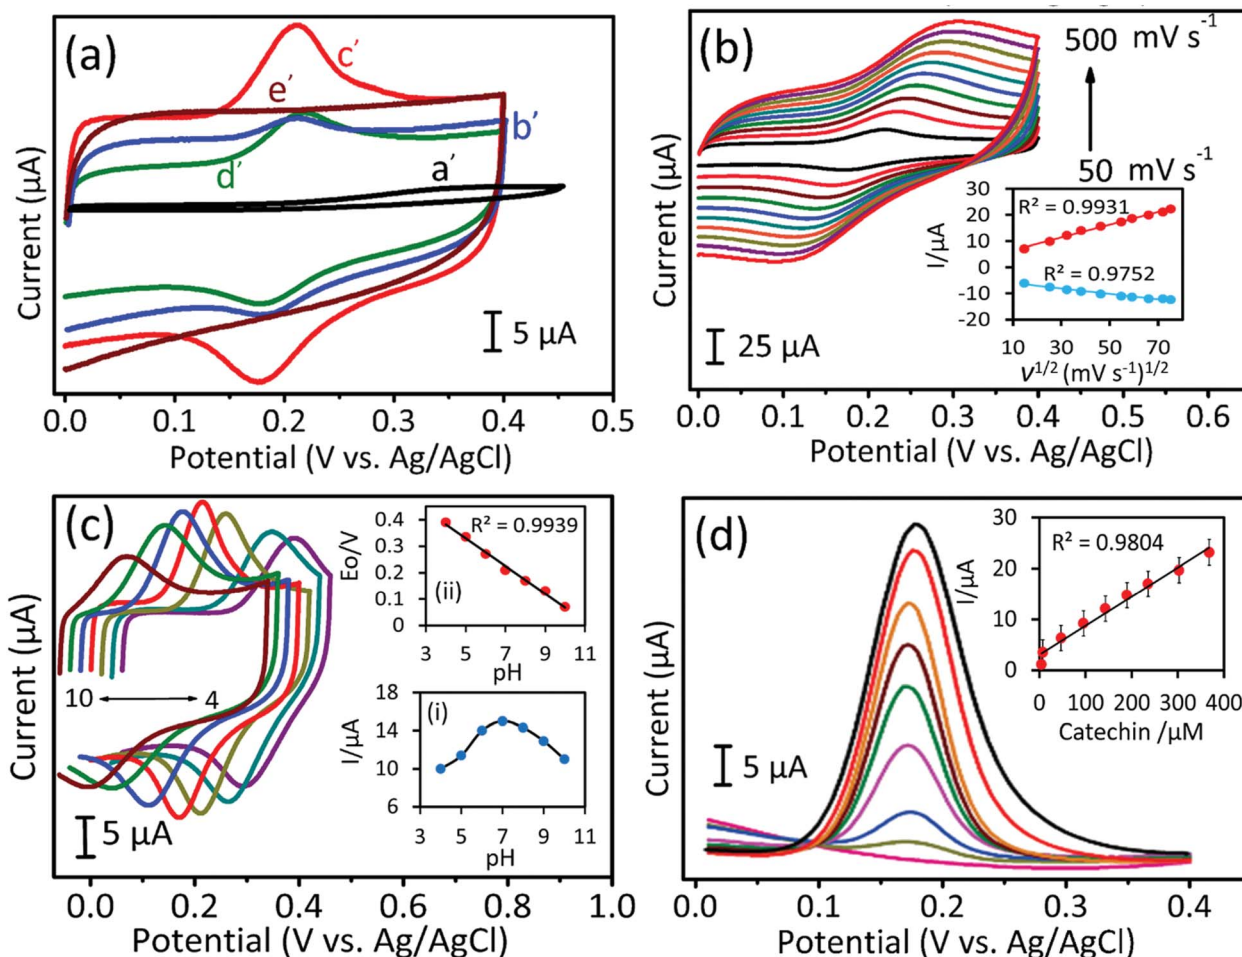 (a)
c′
e′
b′
d′
a′
5 µA
Current (µA)
0.0 0.1 0.2 0.3 0.4 0.5
Potential (V vs. Ag/AgCl)
(b)
500 mV s⁻¹
50 mV s⁻¹
25 µA
Current (µA)
0.0 0.1 0.2 0.3 0.4 0.5 0.6
Potential (V vs. Ag/AgCl)
30
20
10
0
-10
-20
I/µA
R² = 0.9931
R² = 0.9752
10 30 50 70
ν¹/² (mV s⁻¹)¹/²
(c)
10 4
5 µA
Current (µA)
0.0 0.2 0.4 0.6 0.8 1.0
Potential (V vs. Ag/AgCl)
0.4
0.3
0.2
0.1
0
Eo/V
R² = 0.9939
(ii)
3 5 7 9 11
pH
18
14
10
6
I/µA
(i)
3 5 7 9 11
pH
(d)
5 µA
Current (µA)
0.0 0.1 0.2 0.3 0.4
Potential (V vs. Ag/AgCl)
30
20
10
0
I/µA
R² = 0.9804
0 100 200 300 400
Catechin /µM